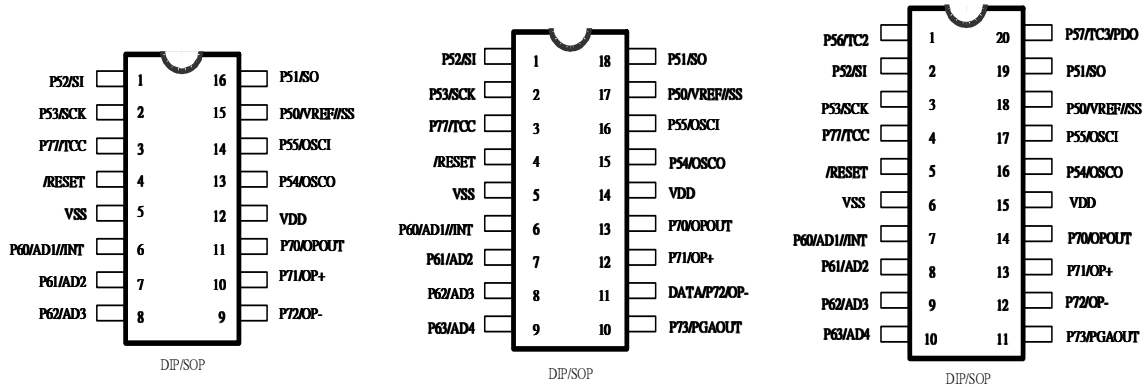 P52/SI 1 16 P51/SO
P53/SCK 2 15 P50/VREF//SS
P77/TCC 3 14 P55/OSCI
/RESET 4 13 P54/OSCO
VSS 5 12 VDD
P60/AD1//INT 6 11 P70/OPOUT
P61/AD2 7 10 P71/OP+
P62/AD3 8 9 P72/OP-
DIP/SOP
P52/SI 1 18 P51/SO
P53/SCK 2 17 P50/VREF//SS
P77/TCC 3 16 P55/OSCI
/RESET 4 15 P54/OSCO
VSS 5 14 VDD
P60/AD1//INT 6 13 P70/OPOUT
P61/AD2 7 12 P71/OP+
P62/AD3 8 11 DATA/P72/OP-
P63/AD4 9 10 P73/PGAOUT
DIP/SOP
P56/TC2 1 20 P57/TC3/PDO
P52/SI 2 19 P51/SO
P53/SCK 3 18 P50/VREF//SS
P77/TCC 4 17 P55/OSCI
/RESET 5 16 P54/OSCO
VSS 6 15 VDD
P60/AD1//INT 7 14 P70/OPOUT
P61/AD2 8 13 P71/OP+
P62/AD3 9 12 P72/OP-
P63/AD4 10 11 P73/PGAOUT
DIP/SOP